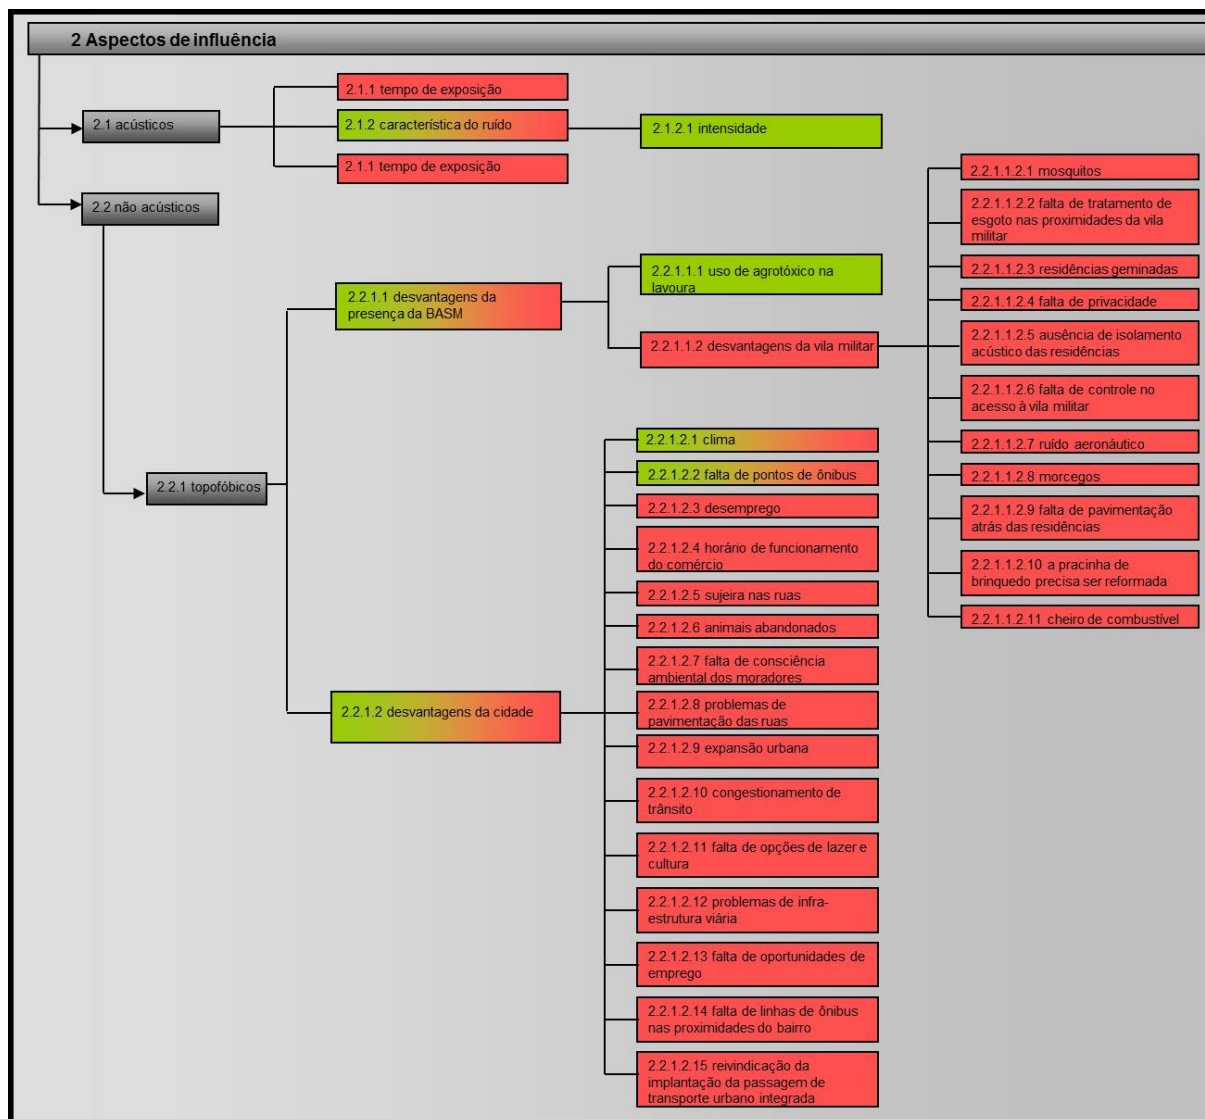 2 Aspectos de influência
2.1 acústicos
2.1.1 tempo de exposição
2.1.2 característica do ruído
2.1.2.1 intensidade
2.1.1 tempo de exposição
2.2 não acústicos
2.2.1 topofóbicos
2.2.1.1 desvantagens da
presença da BASM
2.2.1.1.1 uso de agrotóxico na
lavoura
2.2.1.1.2 desvantagens da vila militar
2.2.1.1.2.1 mosquitos
2.2.1.1.2.2 falta de tratamento de
esgoto nas proximidades da vila
militar
2.2.1.1.2.3 residências geminadas
2.2.1.1.2.4 falta de privacidade
2.2.1.1.2.5 ausência de isolamento
acústico das residências
2.2.1.1.2.6 falta de controle no
acesso à vila militar
2.2.1.1.2.7 ruído aeronáutico
2.2.1.1.2.8 morcegos
2.2.1.1.2.9 falta de pavimentação
atrás das residências
2.2.1.1.2.10 a pracinha de
brinquedo precisa ser reformada
2.2.1.1.2.11 cheiro de combustível
2.2.1.2 desvantagens da cidade
2.2.1.2.1 clima
2.2.1.2.2 falta de pontos de ônibus
2.2.1.2.3 desemprego
2.2.1.2.4 horário de funcionamento
do comércio
2.2.1.2.5 sujeira nas ruas
2.2.1.2.6 animais abandonados
2.2.1.2.7 falta de consciência
ambiental dos moradores
2.2.1.2.8 problemas de
pavimentação das ruas
2.2.1.2.9 expansão urbana
2.2.1.2.10 congestionamento de
trânsito
2.2.1.2.11 falta de opções de lazer e
cultura
2.2.1.2.12 problemas de infra-
estrutura viária
2.2.1.2.13 falta de oportunidades de
emprego
2.2.1.2.14 falta de linhas de ônibus
nas proximidades do bairro
2.2.1.2.15 reivindicação da
implantação da passagem de
transporte urbano integrada